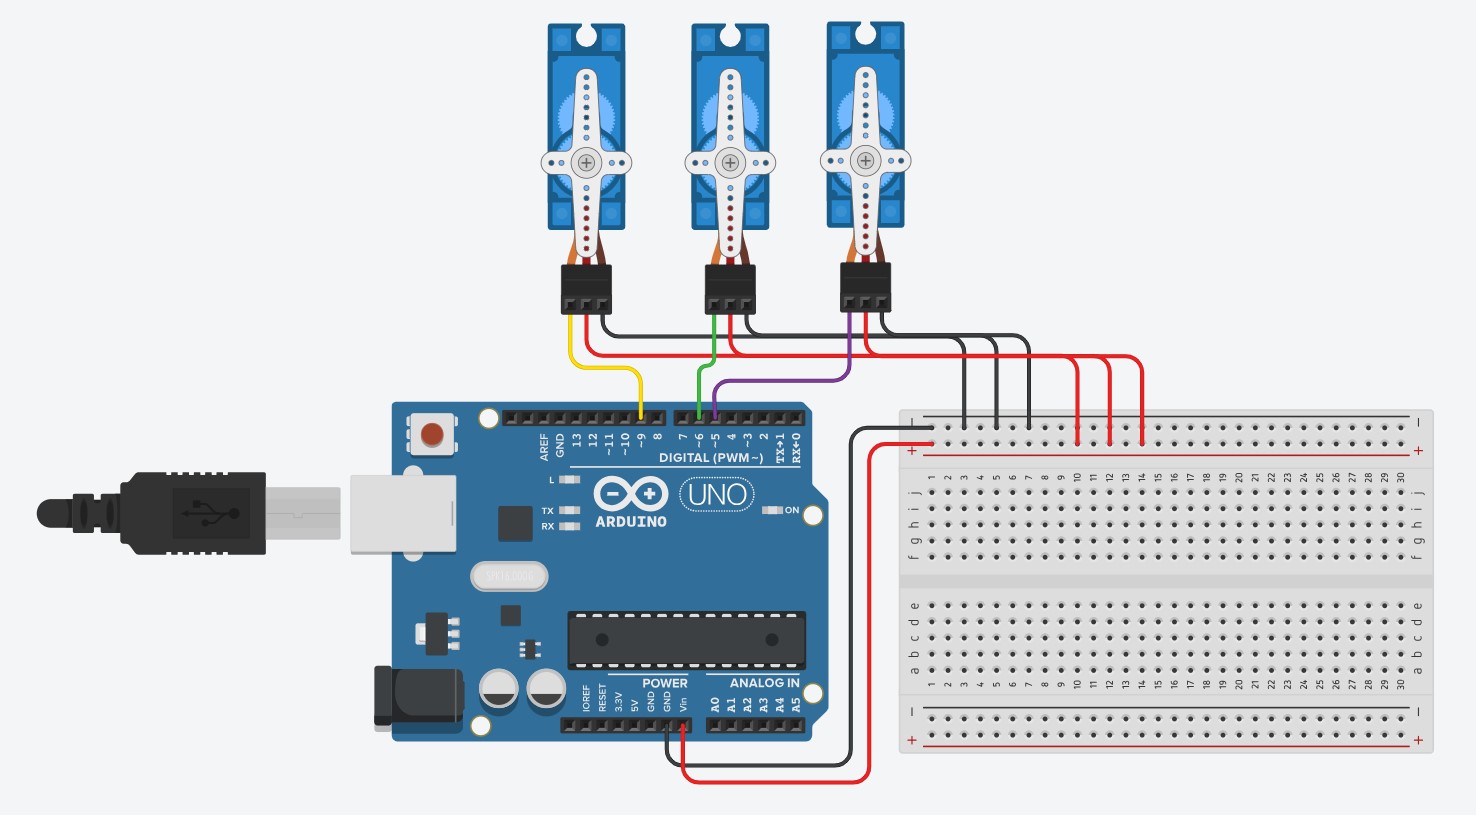 AREF GND 13 12 ~11 ~10 ~9 8 7 ~6 ~5 4 ~3 2 TX→1 RX←0
DIGITAL (PWM~)
L
TX
RX
ARDUINO
UNO
ON
POWER
ANALOG IN
IOREF RESET 3.3V 5V GND GND Vin A0 A1 A2 A3 A4 A5
− −
+ +
1 2 3 4 5 6 7 8 9 10 11 12 13 14 15 16 17 18 19 20 21 22 23 24 25 26 27 28 29 30
j j
i i
h h
g g
f f
e e
d d
c c
b b
a a
1 2 3 4 5 6 7 8 9 10 11 12 13 14 15 16 17 18 19 20 21 22 23 24 25 26 27 28 29 30
− −
+ +